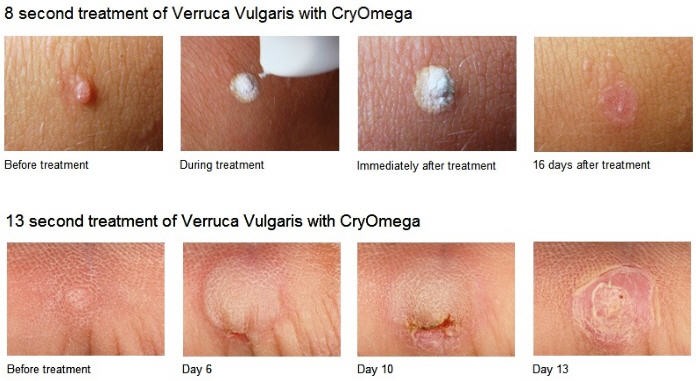 8 second treatment of Verruca Vulgaris with CryOmega
Before treatment
During treatment
Immediately after treatment
16 days after treatment
13 second treatment of Verruca Vulgaris with CryOmega
Before treatment
Day 6
Day 10
Day 13